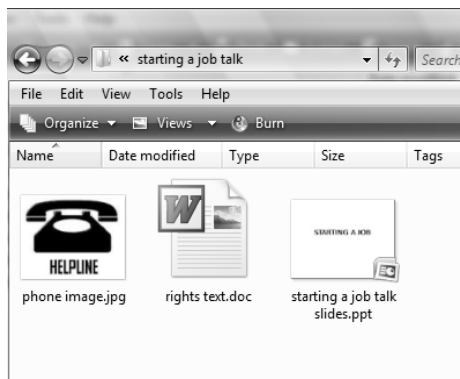 « starting a job talk
Search
File Edit View Tools Help
Organize Views Burn
Name Date modified Type Size Tags
HELPLINE
W
STARTING A JOB
phone image.jpg rights text.doc starting a job talk
slides.ppt